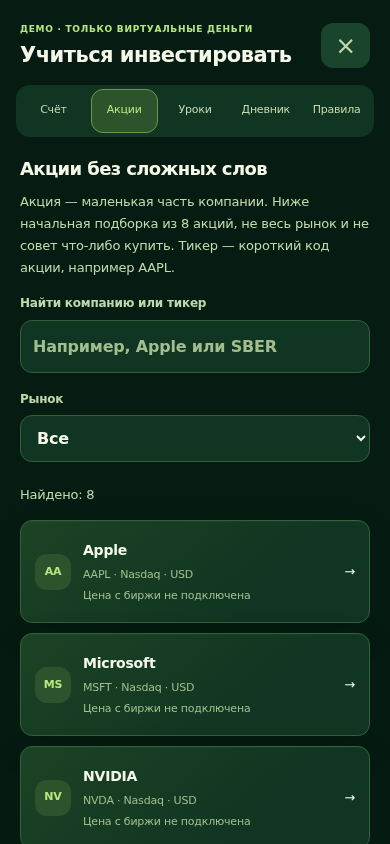 ДЕМО · ТОЛЬКО ВИРТУАЛЬНЫЕ ДЕНЬГИ
Учиться инвестировать
×
Счёт
Акции
Уроки
Дневник
Правила
Акции без сложных слов
Акция — маленькая часть компании. Ниже
начальная подборка из 8 акций, не весь рынок и не
совет что-либо купить. Тикер — короткий код
акции, например AAPL.
Найти компанию или тикер
Например, Apple или SBER
Рынок
Все
Найдено: 8
AA
Apple
AAPL · Nasdaq · USD
Цена с биржи не подключена
→
MS
Microsoft
MSFT · Nasdaq · USD
Цена с биржи не подключена
→
NV
NVIDIA
NVDA · Nasdaq · USD
Цена с биржи не подключена
→